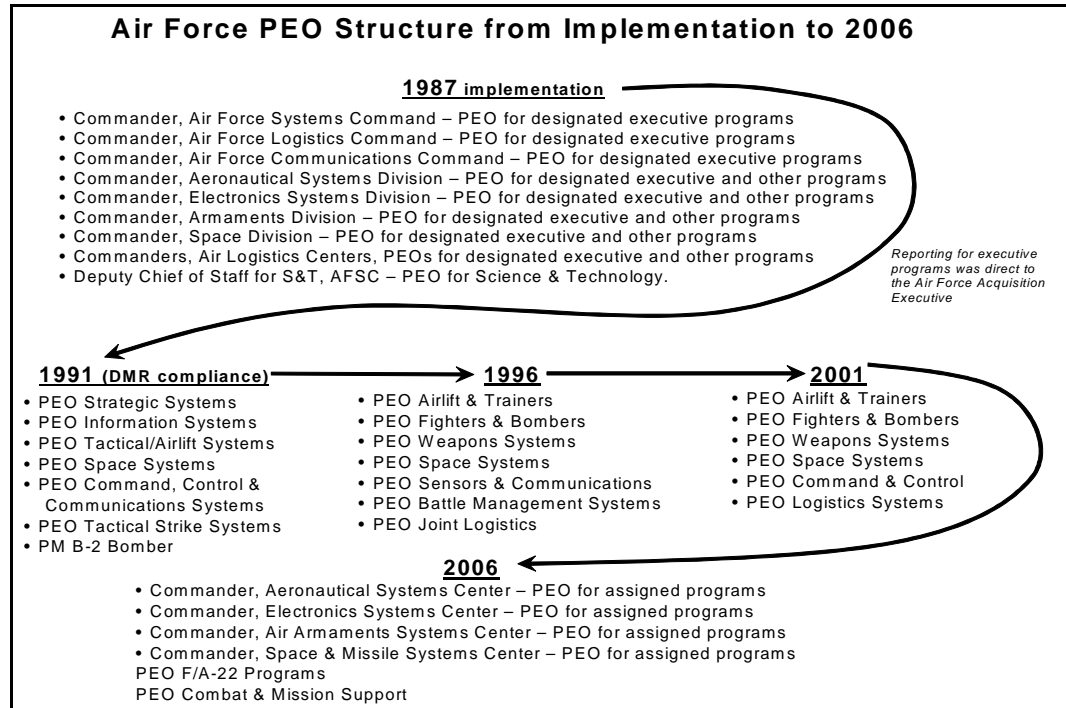 Air Force PEO Structure from Implementation to 2006
1987 implementation
• Commander, Air Force Systems Command – PEO for designated executive programs
• Commander, Air Force Logistics Command – PEO for designated executive programs
• Commander, Air Force Communications Command – PEO for designated executive programs
• Commander, Aeronautical Systems Division – PEO for designated executive and other programs
• Commander, Electronics Systems Division – PEO for designated executive and other programs
• Commander, Armaments Division – PEO for designated executive and other programs
• Commander, Space Division – PEO for designated executive and other programs
• Commanders, Air Logistics Centers, PEOs for designated executive and other programs
• Deputy Chief of Staff for S&T, AFSC – PEO for Science & Technology.
Reporting for executive
programs was direct to
the Air Force Acquisition
Executive
1991 (DMR compliance)
• PEO Strategic Systems
• PEO Information Systems
• PEO Tactical/Airlift Systems
• PEO Space Systems
• PEO Command, Control &
Communications Systems
• PEO Tactical Strike Systems
• PM B-2 Bomber
1996
• PEO Airlift & Trainers
• PEO Fighters & Bombers
• PEO Weapons Systems
• PEO Space Systems
• PEO Sensors & Communications
• PEO Battle Management Systems
• PEO Joint Logistics
2001
• PEO Airlift & Trainers
• PEO Fighters & Bombers
• PEO Weapons Systems
• PEO Space Systems
• PEO Command & Control
• PEO Logistics Systems
2006
• Commander, Aeronautical Systems Center – PEO for assigned programs
• Commander, Electronics Systems Center – PEO for assigned programs
• Commander, Air Armaments Systems Center – PEO for assigned programs
• Commander, Space & Missile Systems Center – PEO for assigned programs
PEO F/A-22 Programs
PEO Combat & Mission Support